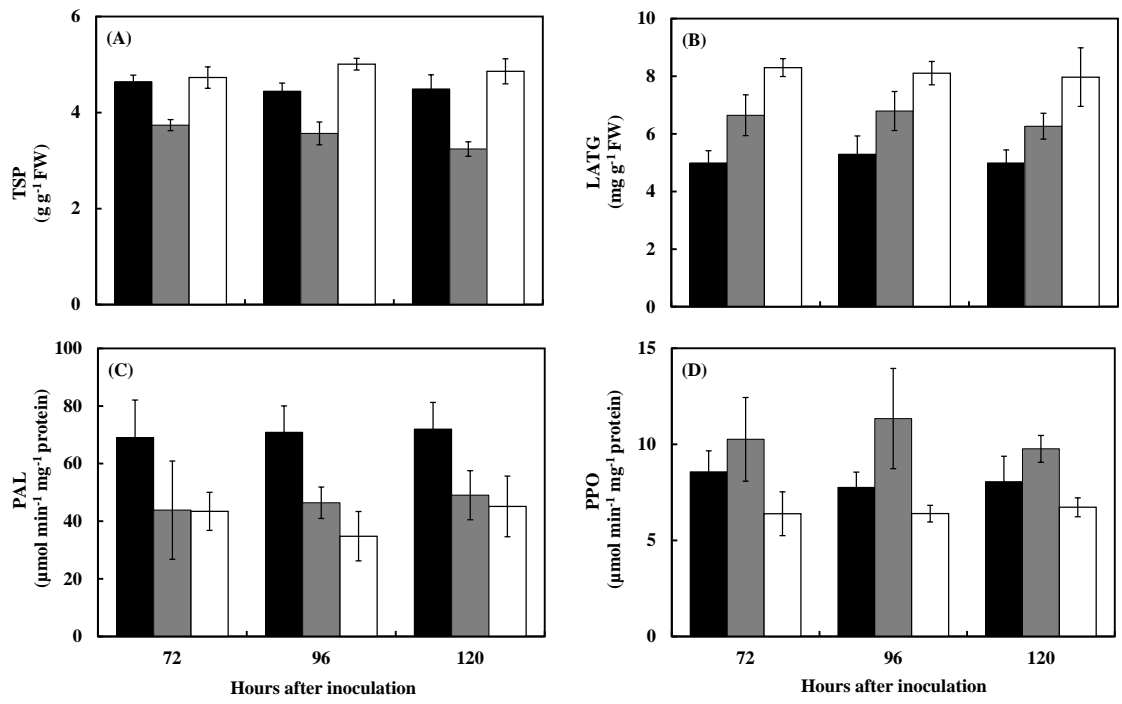 (A)
TSP
(g g-1 FW)
6
4
2
0
(B)
LATG
(mg g-1 FW)
10
8
6
4
2
0
(C)
PAL
(µmol min-1 mg-1 protein)
100
80
60
40
20
0
72
96
120
Hours after inoculation
(D)
PPO
(µmol min-1 mg-1 protein)
15
10
5
0
72
96
120
Hours after inoculation